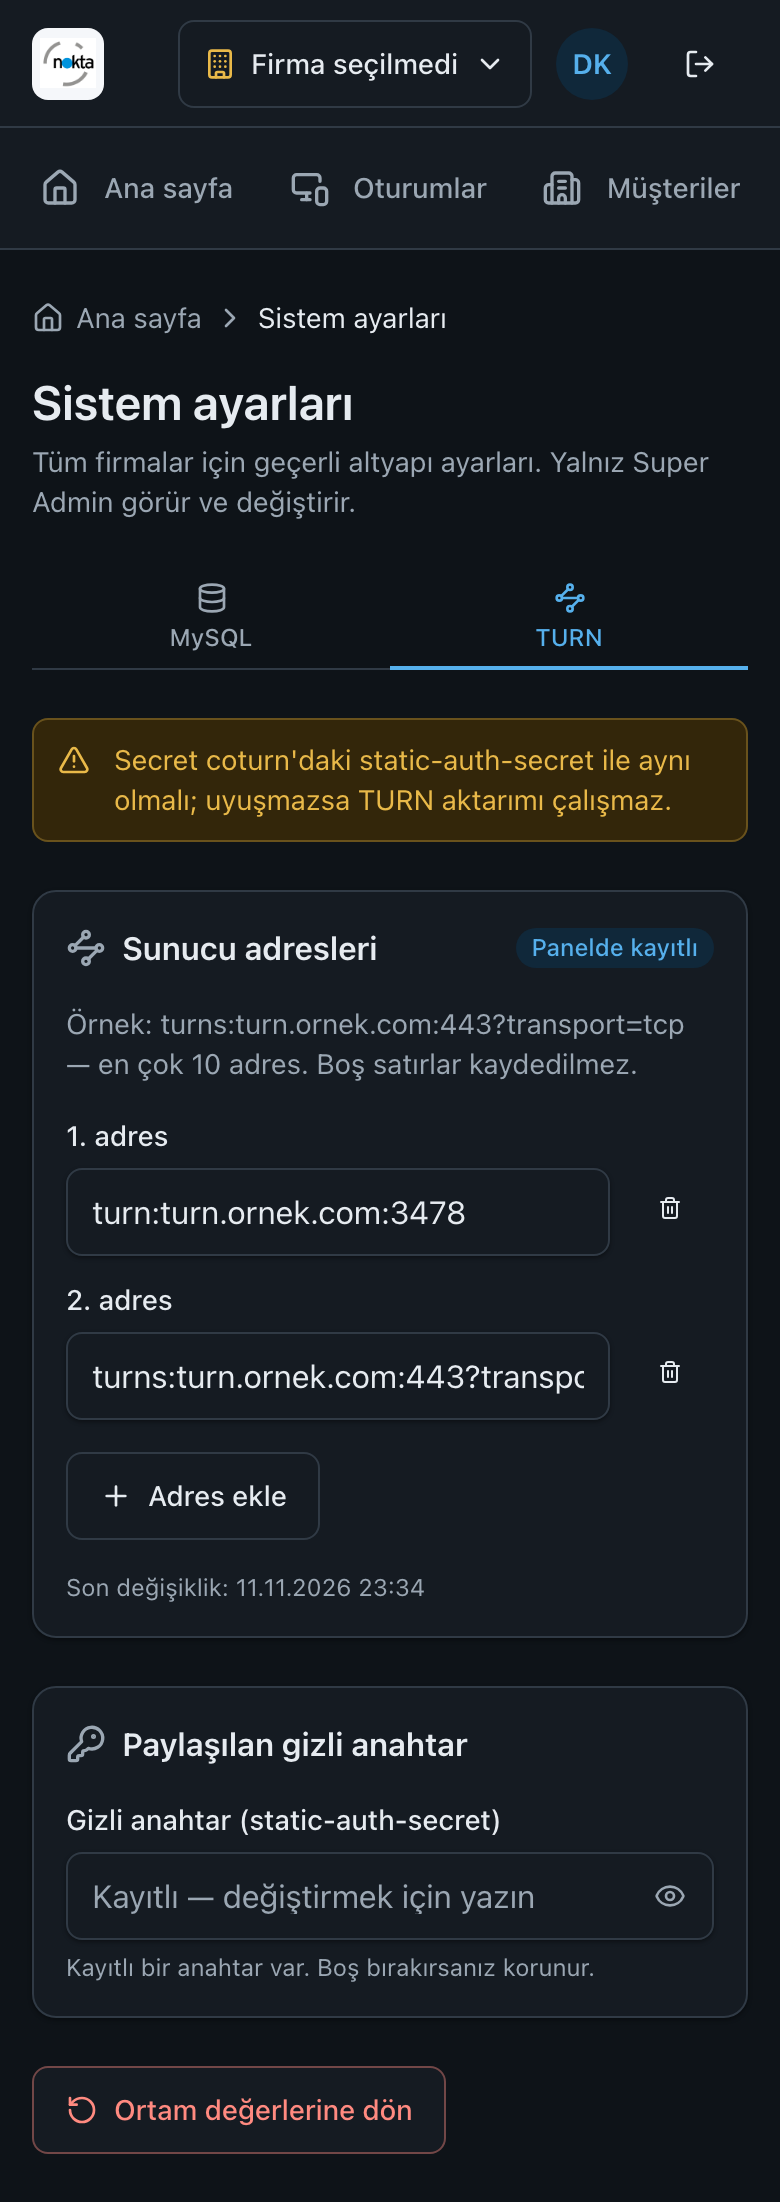 nokta
Firma seçilmedi
DK
Ana sayfa
Oturumlar
Müşteriler
Ana sayfa
Sistem ayarları
Sistem ayarları
Tüm firmalar için geçerli altyapı ayarları. Yalnız Super
Admin görür ve değiştirir.
MySQL
TURN
Secret coturn'daki static-auth-secret ile aynı
olmalı; uyuşmazsa TURN aktarımı çalışmaz.
Sunucu adresleri
Panelde kayıtlı
Örnek: turns:turn.ornek.com:443?transport=tcp
— en çok 10 adres. Boş satırlar kaydedilmez.
1. adres
turn:turn.ornek.com:3478
2. adres
turns:turn.ornek.com:443?transpo
Adres ekle
Son değişiklik: 11.11.2026 23:34
Paylaşılan gizli anahtar
Gizli anahtar (static-auth-secret)
Kayıtlı — değiştirmek için yazın
Kayıtlı bir anahtar var. Boş bırakırsanız korunur.
Ortam değerlerine dön